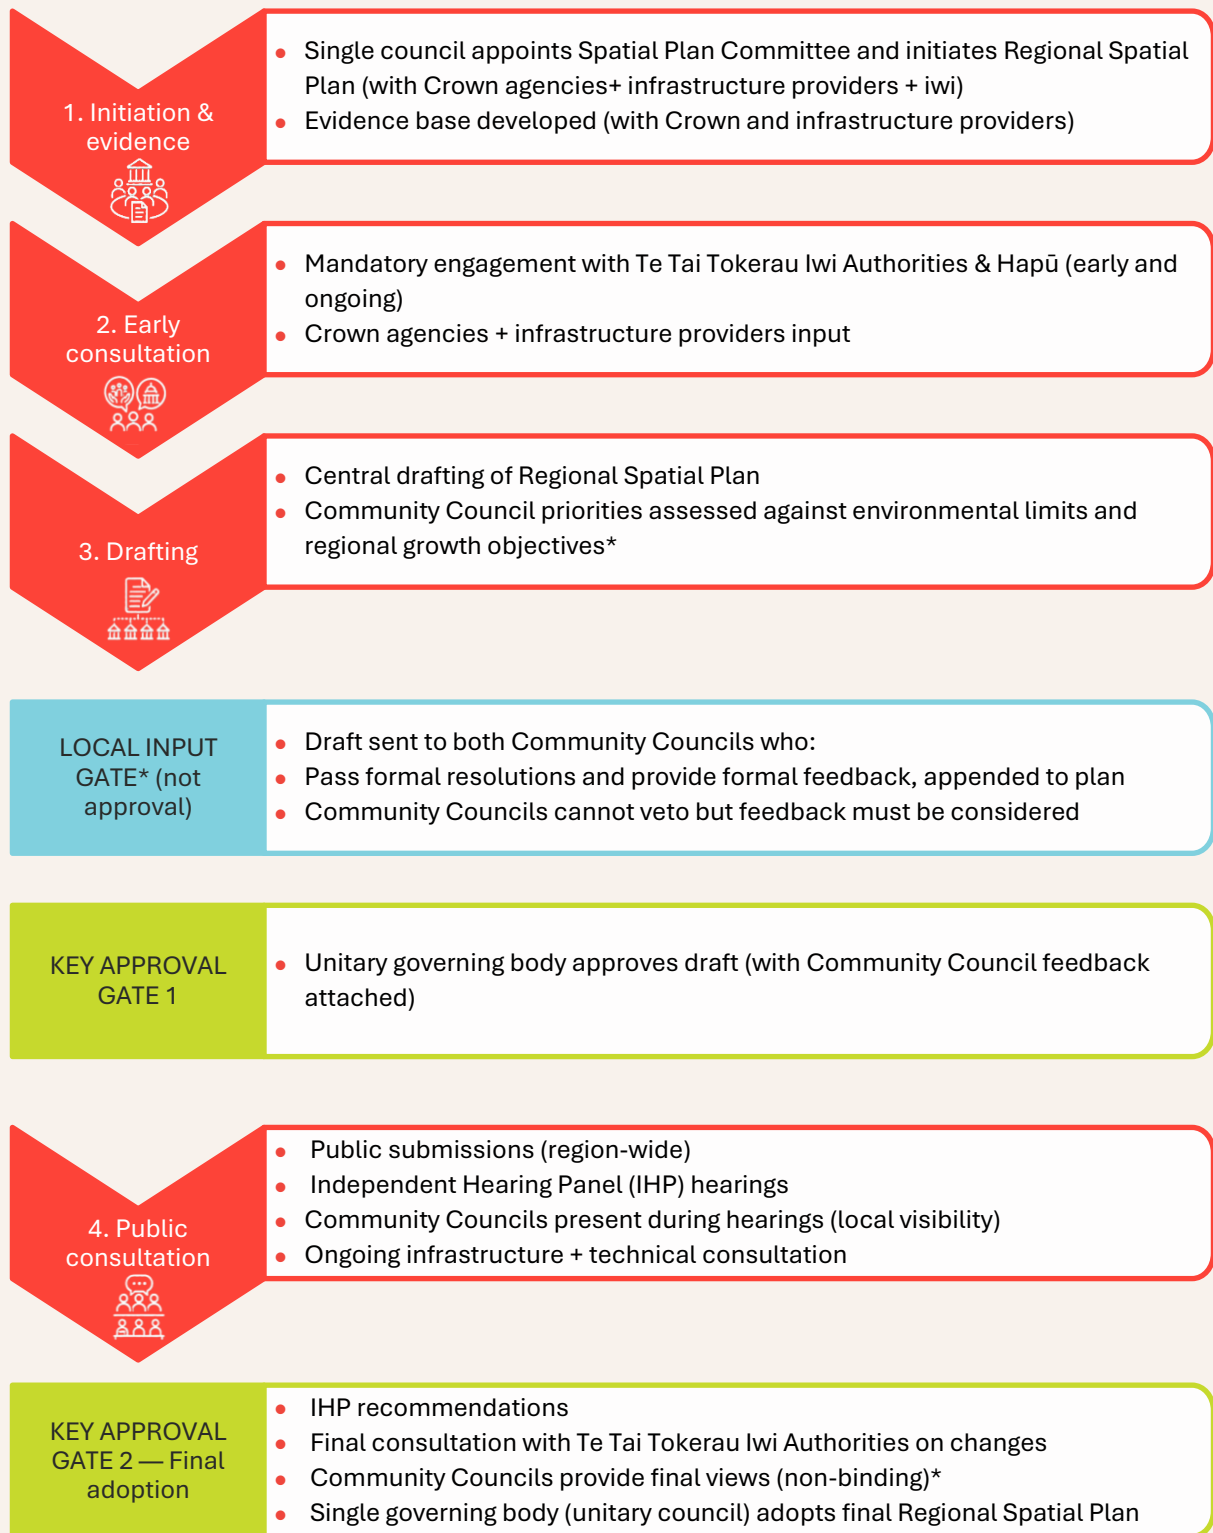 1. Initiation &
evidence
• Single council appoints Spatial Plan Committee and initiates Regional Spatial
Plan (with Crown agencies+ infrastructure providers + iwi)
• Evidence base developed (with Crown and infrastructure providers)
2. Early
consultation
• Mandatory engagement with Te Tai Tokerau Iwi Authorities & Hapū (early and
ongoing)
• Crown agencies + infrastructure providers input
3. Drafting
• Central drafting of Regional Spatial Plan
• Community Council priorities assessed against environmental limits and
regional growth objectives*
LOCAL INPUT
GATE* (not
approval)
• Draft sent to both Community Councils who:
• Pass formal resolutions and provide formal feedback, appended to plan
• Community Councils cannot veto but feedback must be considered
KEY APPROVAL
GATE 1
• Unitary governing body approves draft (with Community Council feedback
attached)
4. Public
consultation
• Public submissions (region-wide)
• Independent Hearing Panel (IHP) hearings
• Community Councils present during hearings (local visibility)
• Ongoing infrastructure + technical consultation
KEY APPROVAL
GATE 2 — Final
adoption
• IHP recommendations
• Final consultation with Te Tai Tokerau Iwi Authorities on changes
• Community Councils provide final views (non-binding)*
• Single governing body (unitary council) adopts final Regional Spatial Plan